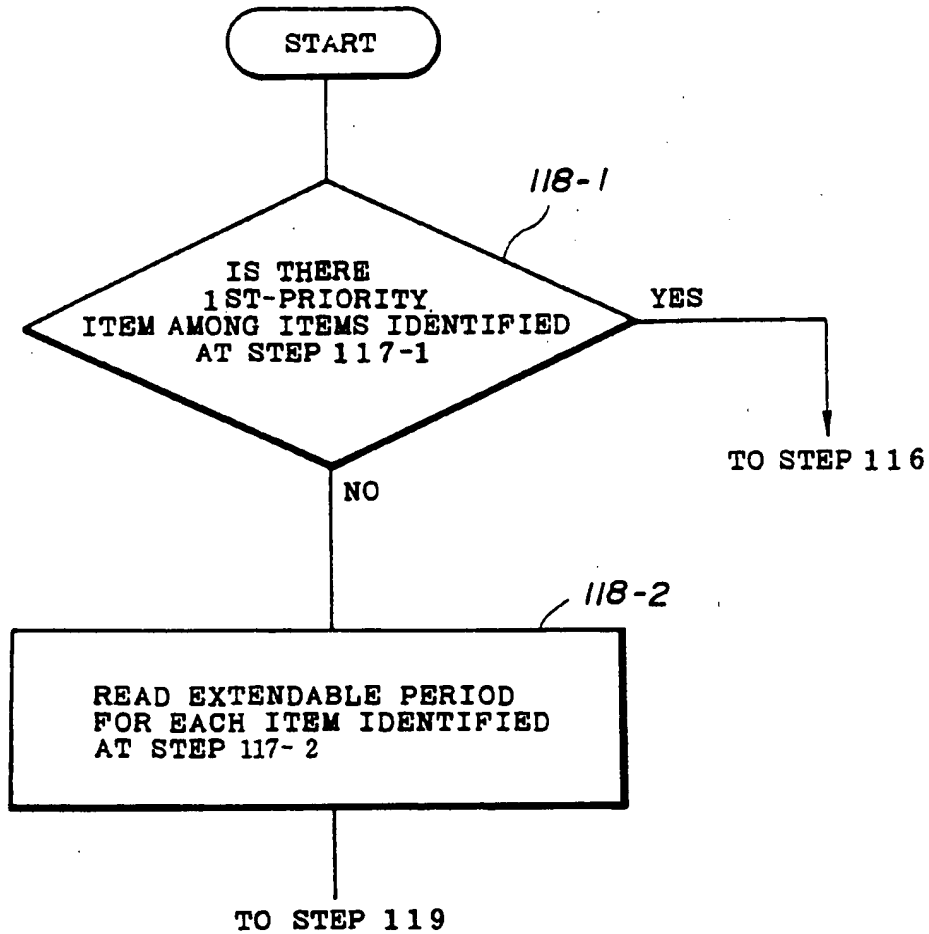 START
118-1
IS THERE
1ST-PRIORITY
ITEM AMONG ITEMS IDENTIFIED
AT STEP 117-1
YES
TO STEP 116
NO
118-2
READ EXTENDABLE PERIOD
FOR EACH ITEM IDENTIFIED
AT STEP 117-2
TO STEP 119